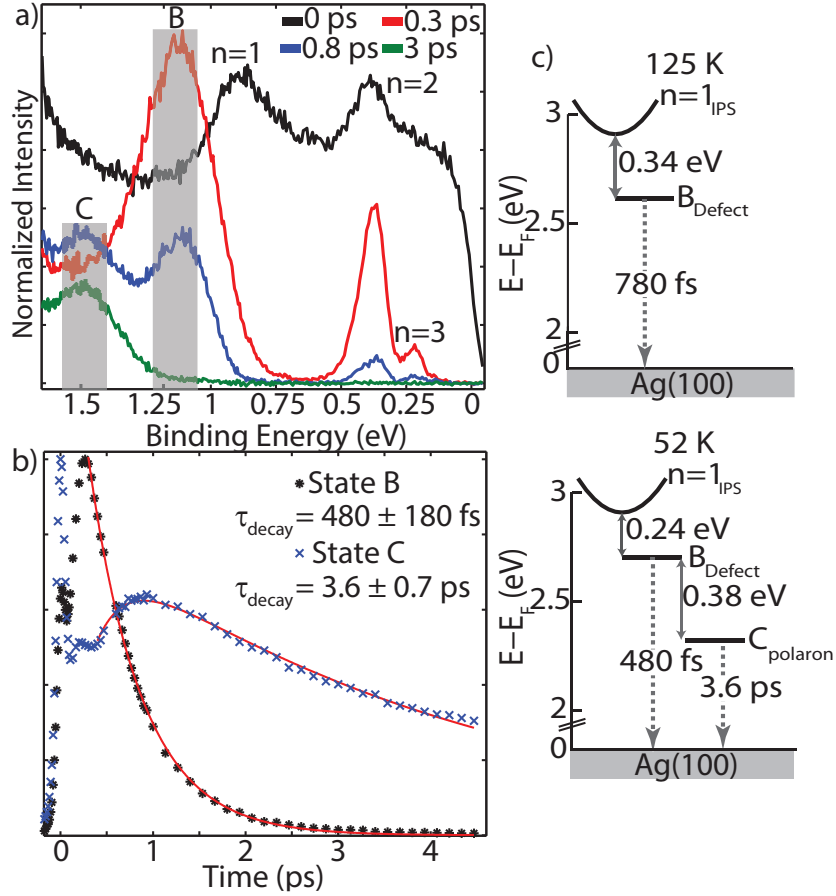 a)
B
0 ps
0.3 ps
0.8 ps
3 ps
n=1
n=2
C
n=3
Normalized Intensity
1.5
1.25
1
0.75
0.5
0.25
0
Binding Energy (eV)
b)
State B
τdecay = 480 ± 180 fs
State C
τdecay = 3.6 ± 0.7 ps
0
1
2
3
4
Time (ps)
c)
125 K
n=1IPS
3
0.34 eV
BDefect
2.5
E−EF (eV)
780 fs
2
0
Ag(100)
52 K
n=1IPS
3
0.24 eV
BDefect
0.38 eV
2.5
E−EF (eV)
Cpolaron
480 fs
3.6 ps
2
0
Ag(100)